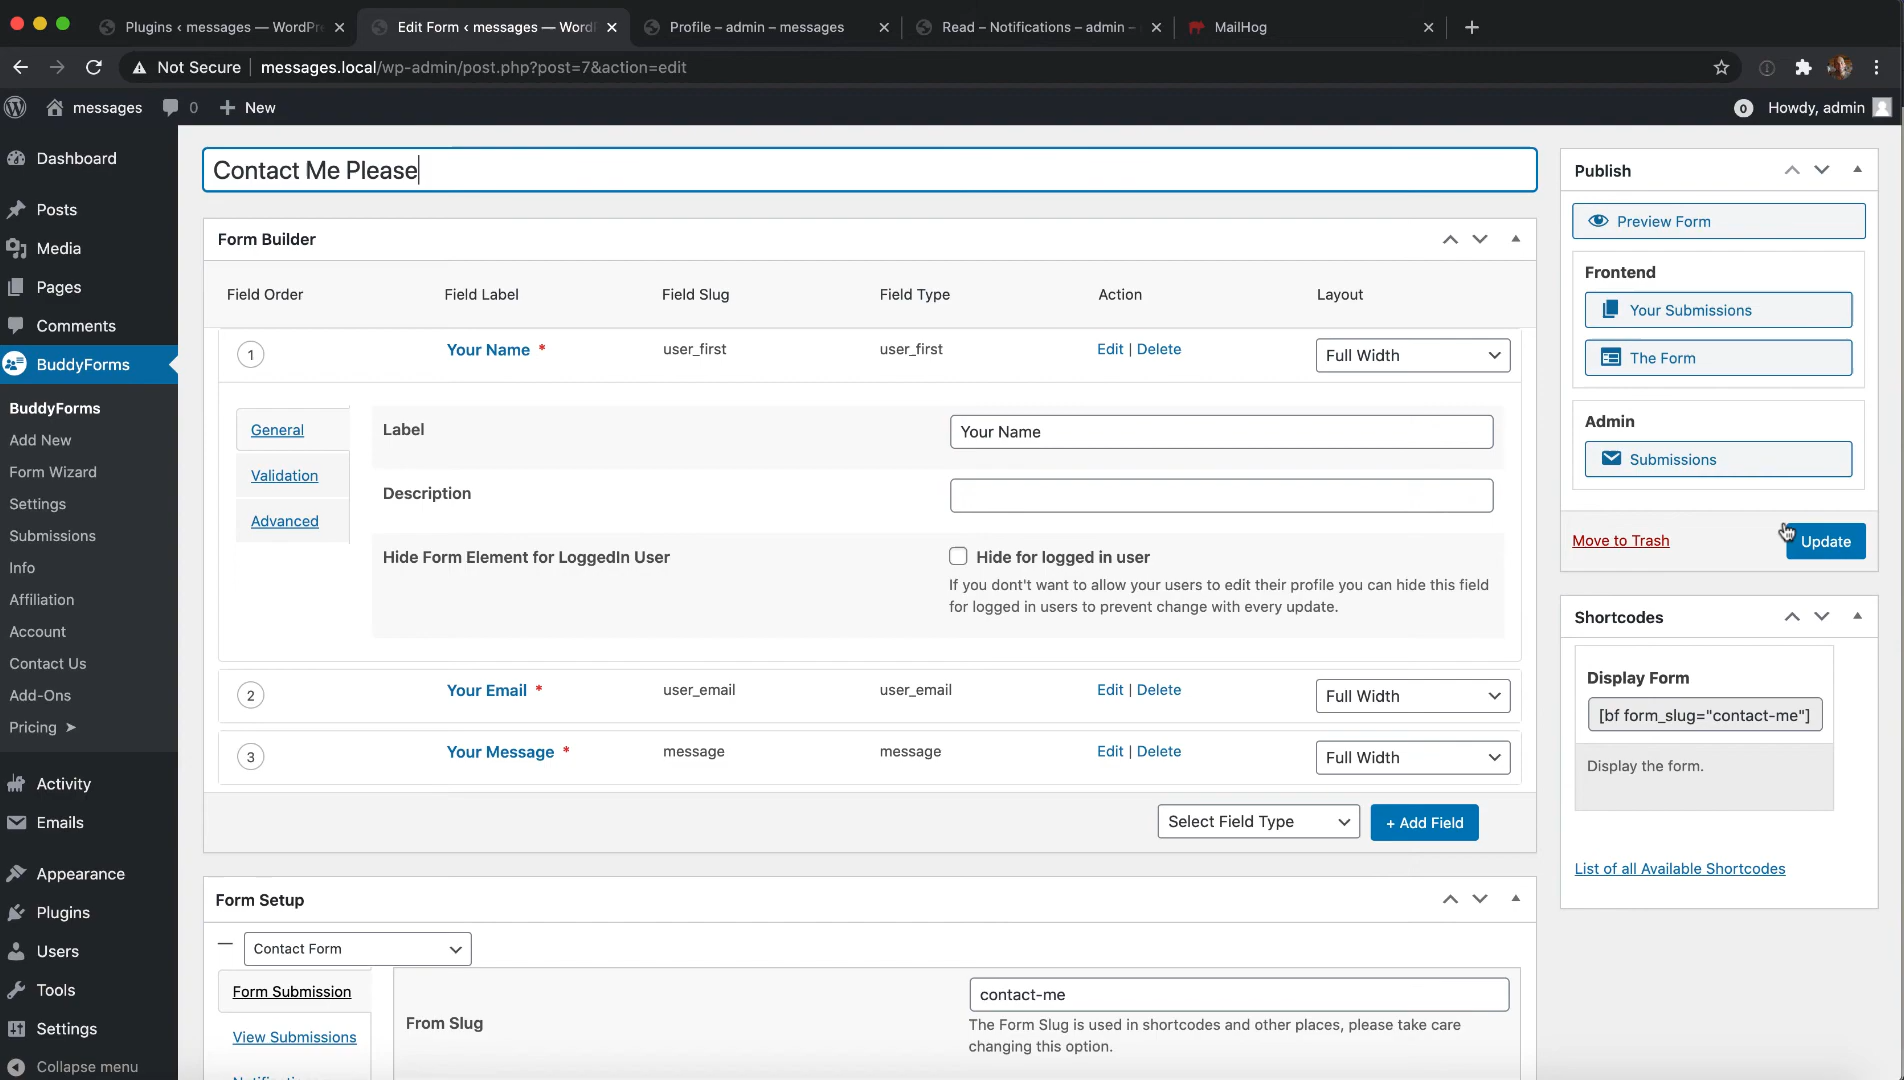 Plugins ‹ messages — WordPr
Edit Form ‹ messages — Word
Profile – admin – messages
Read – Notifications – admin –
MailHog
Not Secure
messages.local/wp-admin/post.php?post=7&action=edit
messages
0
New
0
Howdy, admin
Dashboard
Posts
Media
Pages
Comments
BuddyForms
BuddyForms
Add New
Form Wizard
Settings
Submissions
Info
Affiliation
Account
Contact Us
Add-Ons
Pricing ➤
Activity
Emails
Appearance
Plugins
Users
Tools
Settings
Collapse menu
Contact Me Please
Form Builder
Field Order
Field Label
Field Slug
Field Type
Action
Layout
1
Your Name *
user_first
user_first
Edit | Delete
Full Width
General
Validation
Advanced
Label
Your Name
Description
Hide Form Element for LoggedIn User
Hide for logged in user
If you dont't want to allow your users to edit their profile you can hide this field
for logged in users to prevent change with every update.
2
Your Email *
user_email
user_email
Edit | Delete
Full Width
3
Your Message *
message
message
Edit | Delete
Full Width
Select Field Type
+ Add Field
Form Setup
Contact Form
Form Submission
View Submissions
From Slug
contact-me
The Form Slug is used in shortcodes and other places, please take care
changing this option.
Publish
Preview Form
Frontend
Your Submissions
The Form
Admin
Submissions
Move to Trash
Update
Shortcodes
Display Form
[bf form_slug="contact-me"]
Display the form.
List of all Available Shortcodes